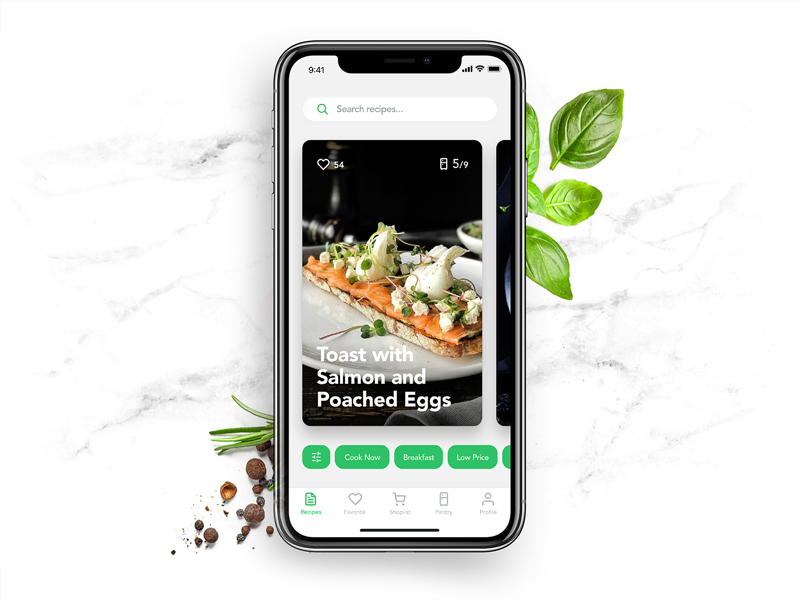 9:41
Search recipes...
54
5/9
Toast with
Salmon and
Poached Eggs
Cook Now
Breakfast
Low Price
Recipes
Favorite
Shoplist
Pantry
Profile